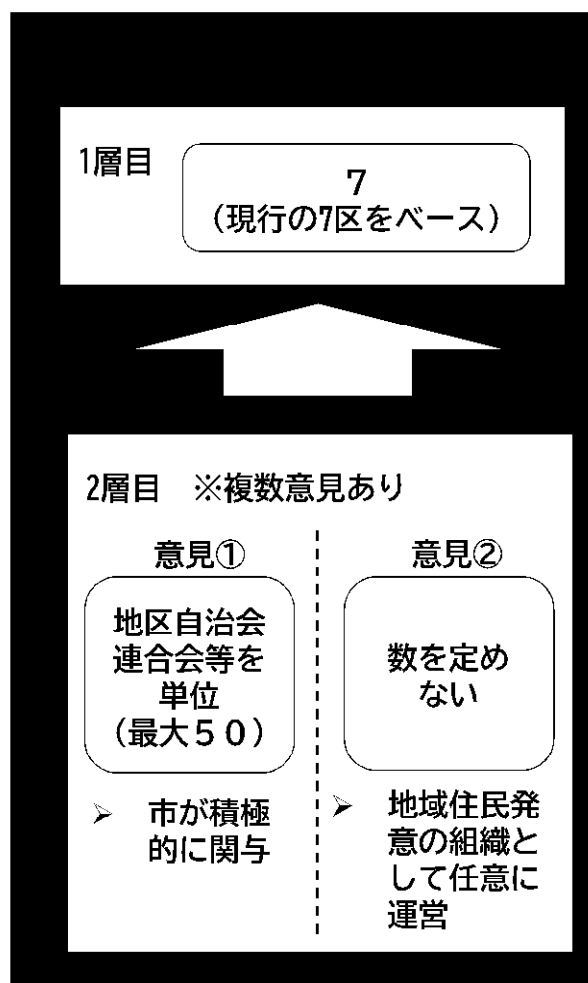 1層目
7
（現行の7区をベース）
2層目　※複数意見あり
意見①
地区自治会
連合会等を
単位
（最大５０）
➢ 市が積極
的に関与
意見②
数を定め
ない
➢ 地域住民発
意の組織と
して任意に
運営